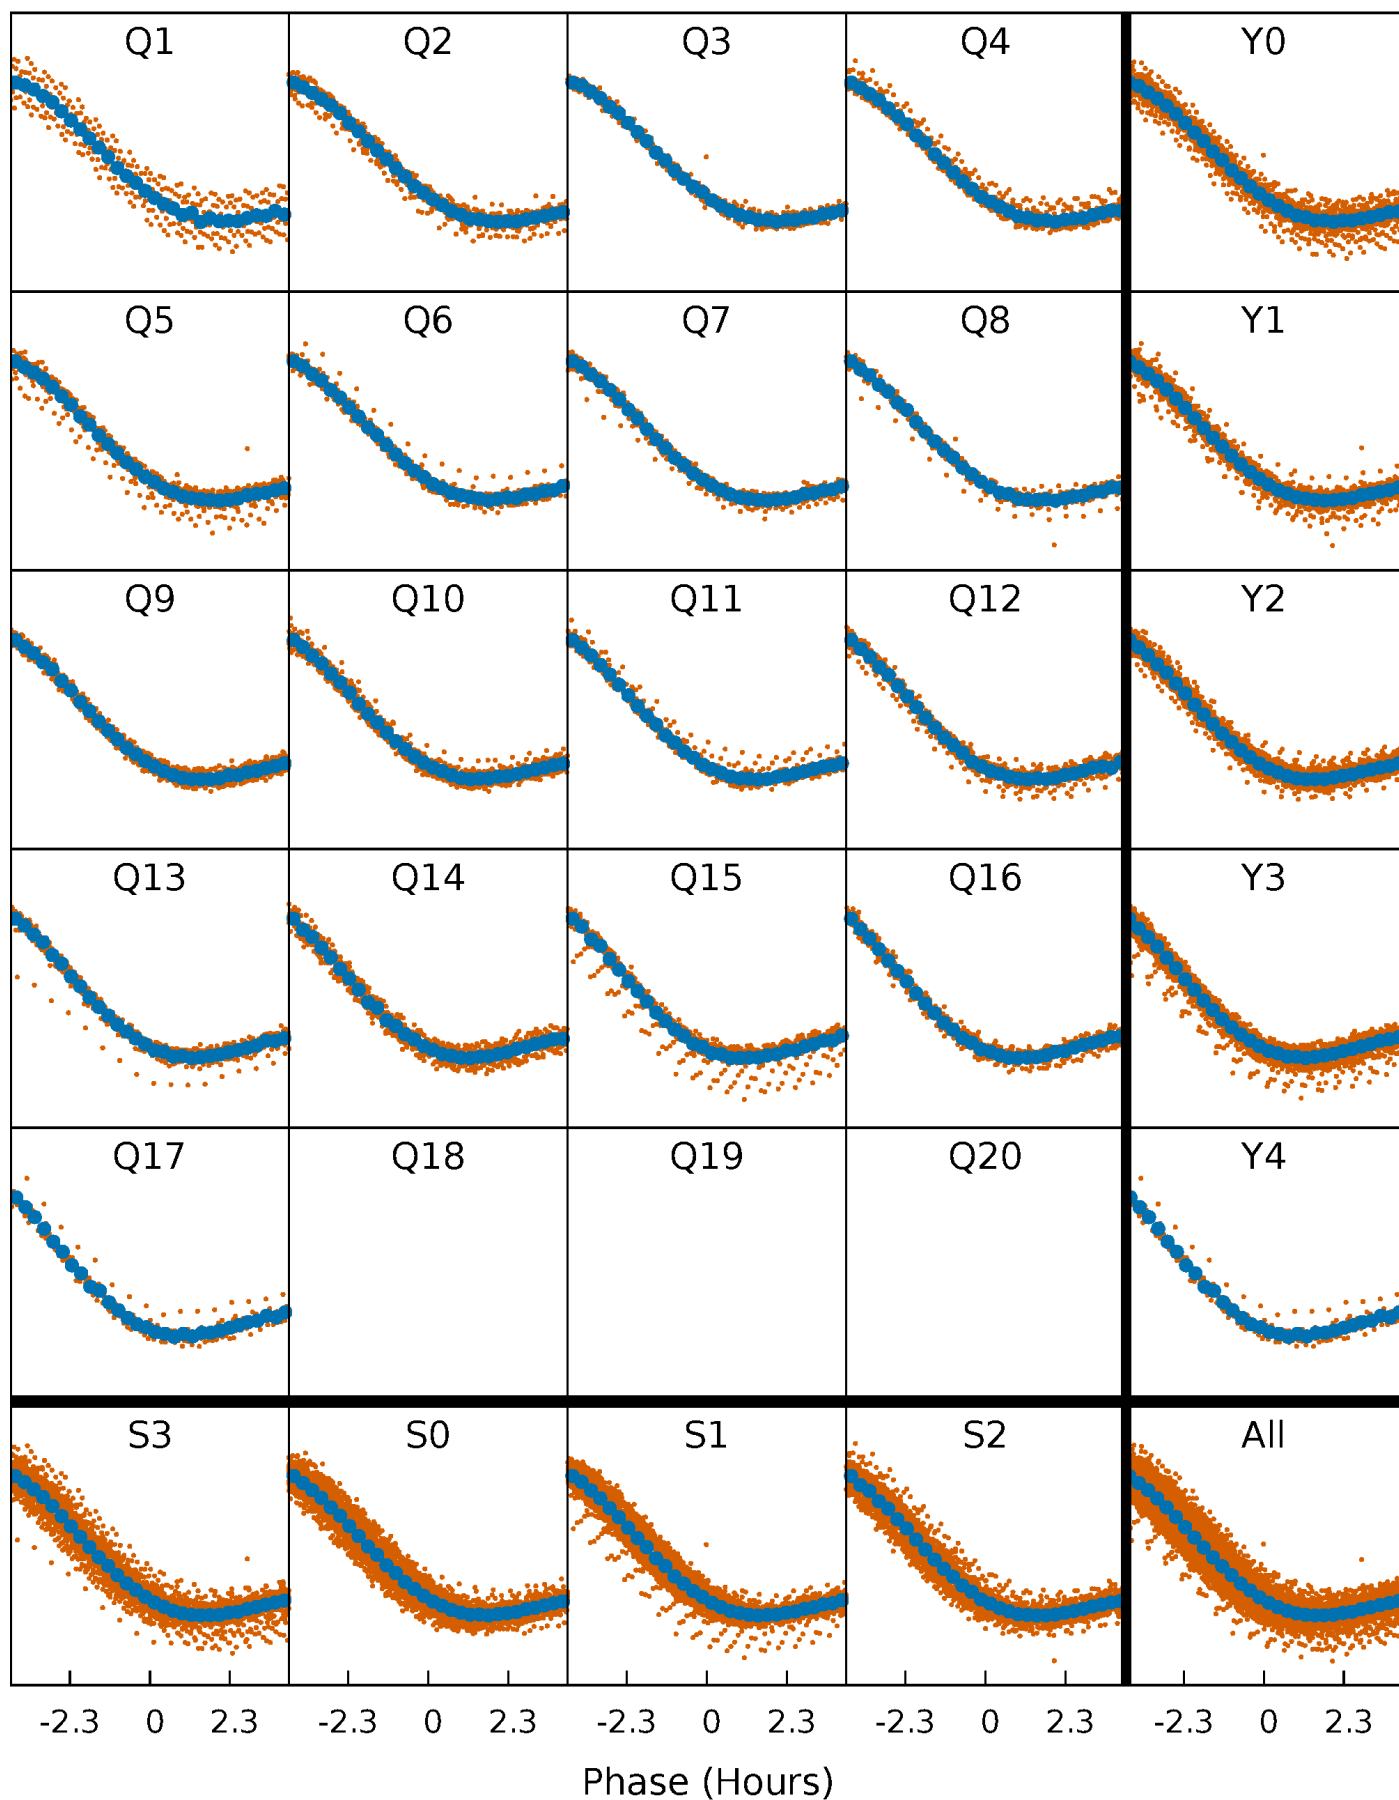 Q1 Q2 Q3 Q4 Y0
Q5 Q6 Q7 Q8 Y1
Q9 Q10 Q11 Q12 Y2
Q13 Q14 Q15 Q16 Y3
Q17 Q18 Q19 Q20 Y4
S3 S0 S1 S2 All
-2.3 0 2.3 -2.3 0 2.3 -2.3 0 2.3 -2.3 0 2.3 -2.3 0 2.3
Phase (Hours)